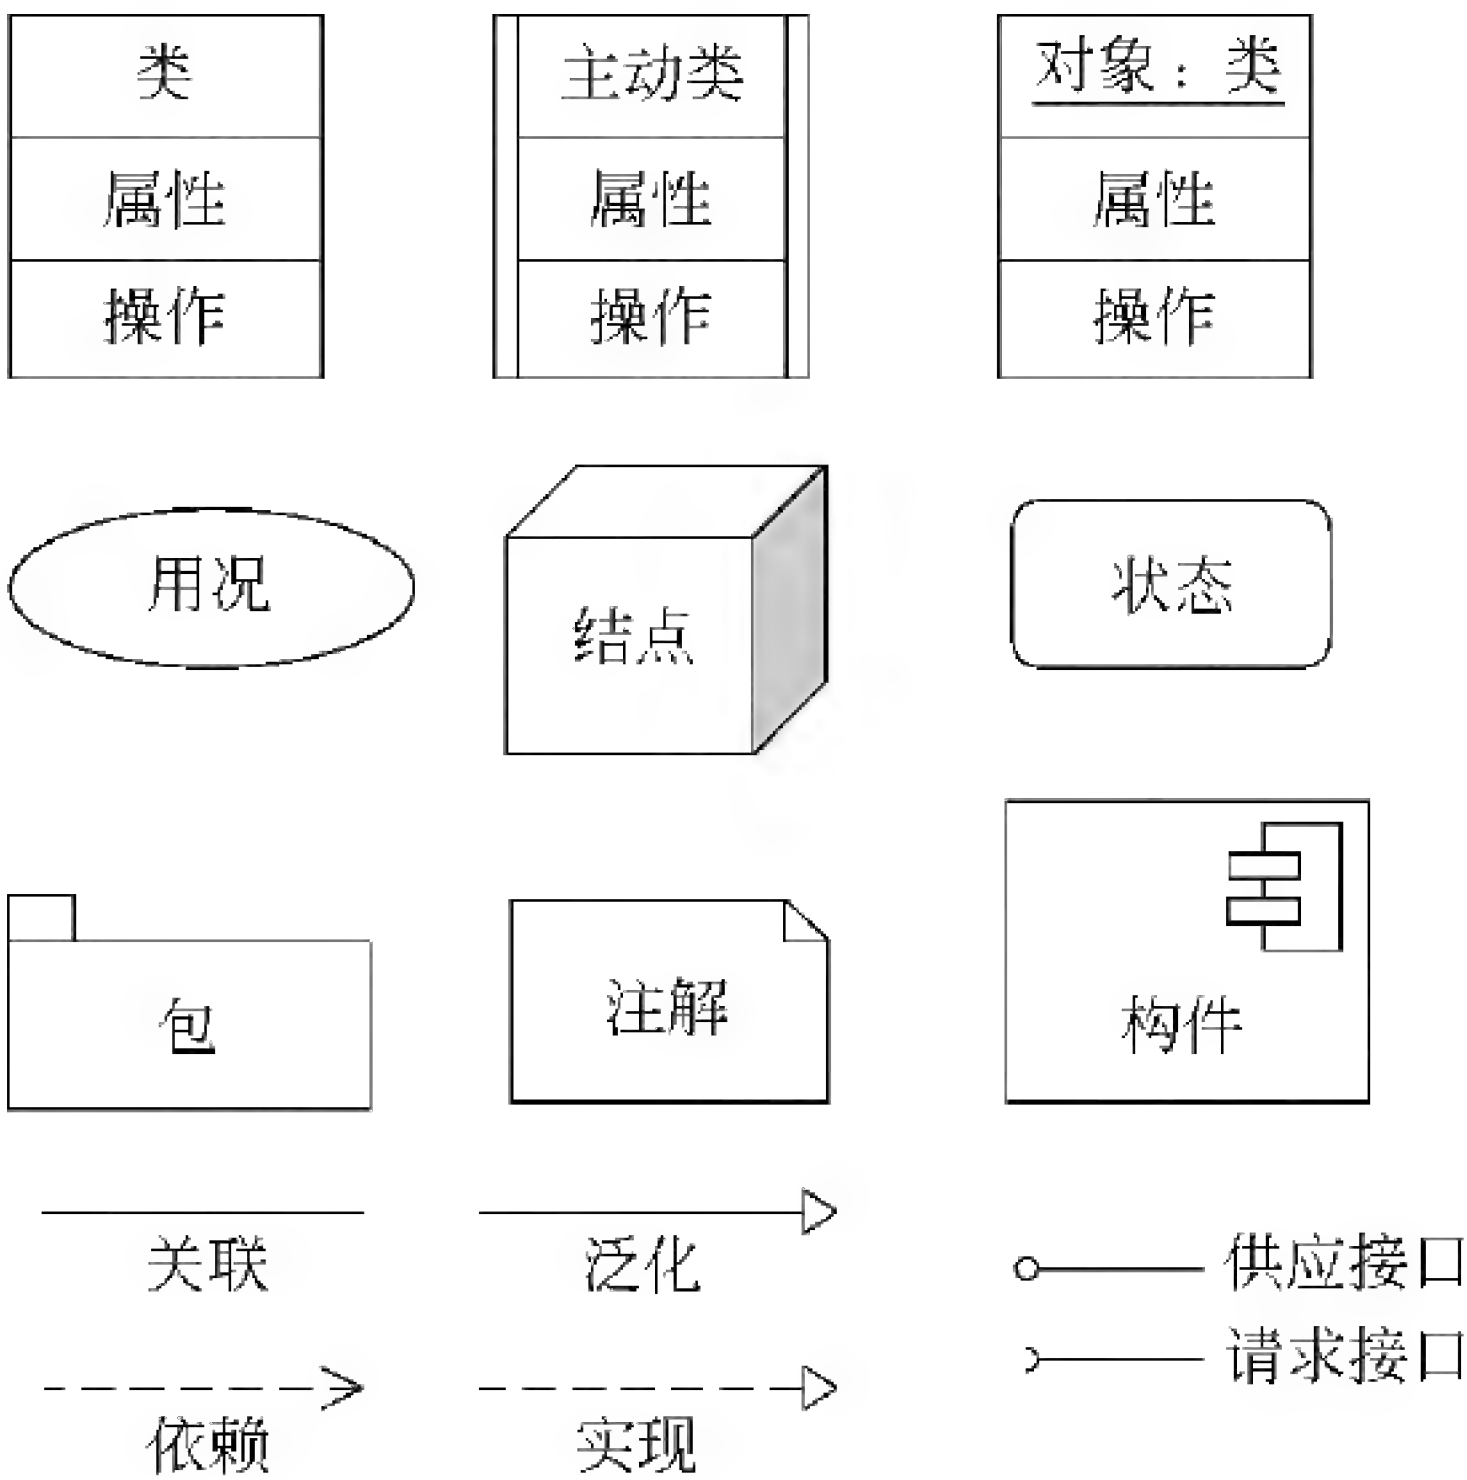 类
属性
操作
主动类
属性
操作
对象：类
属性
操作
用况
结点
状态
包
注解
构件
关联
泛化
供应接口
请求接口
依赖
实现